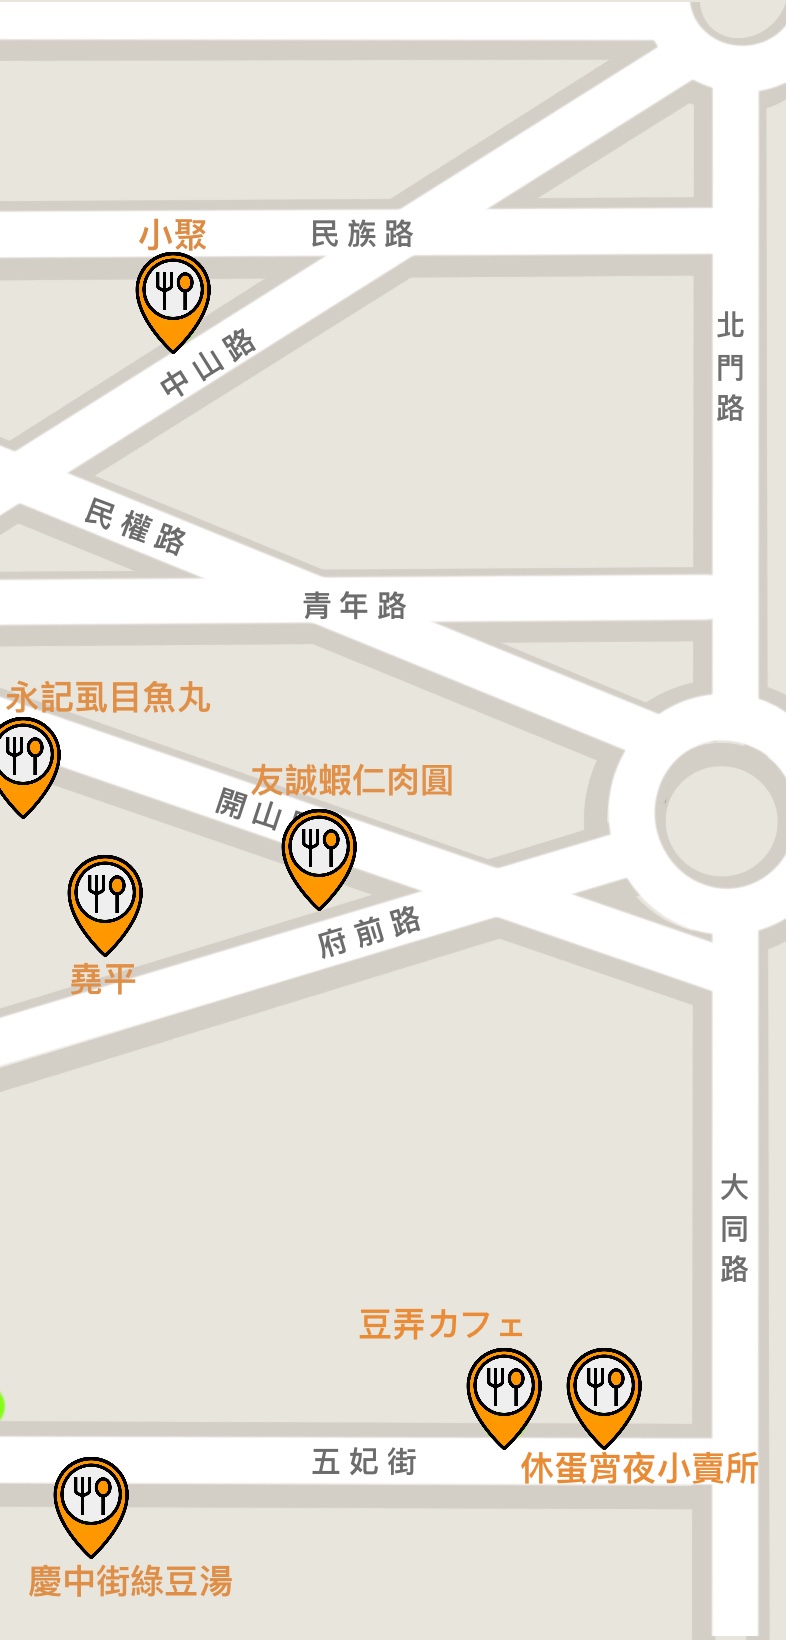 小聚
民族路
北門路
中山路
民權路
青年路
永記虱目魚丸
友誠蝦仁肉圓
開山
堯平
府前路
大同路
豆弄カフェ
五妃街
休蛋宵夜小賣所
慶中街綠豆湯